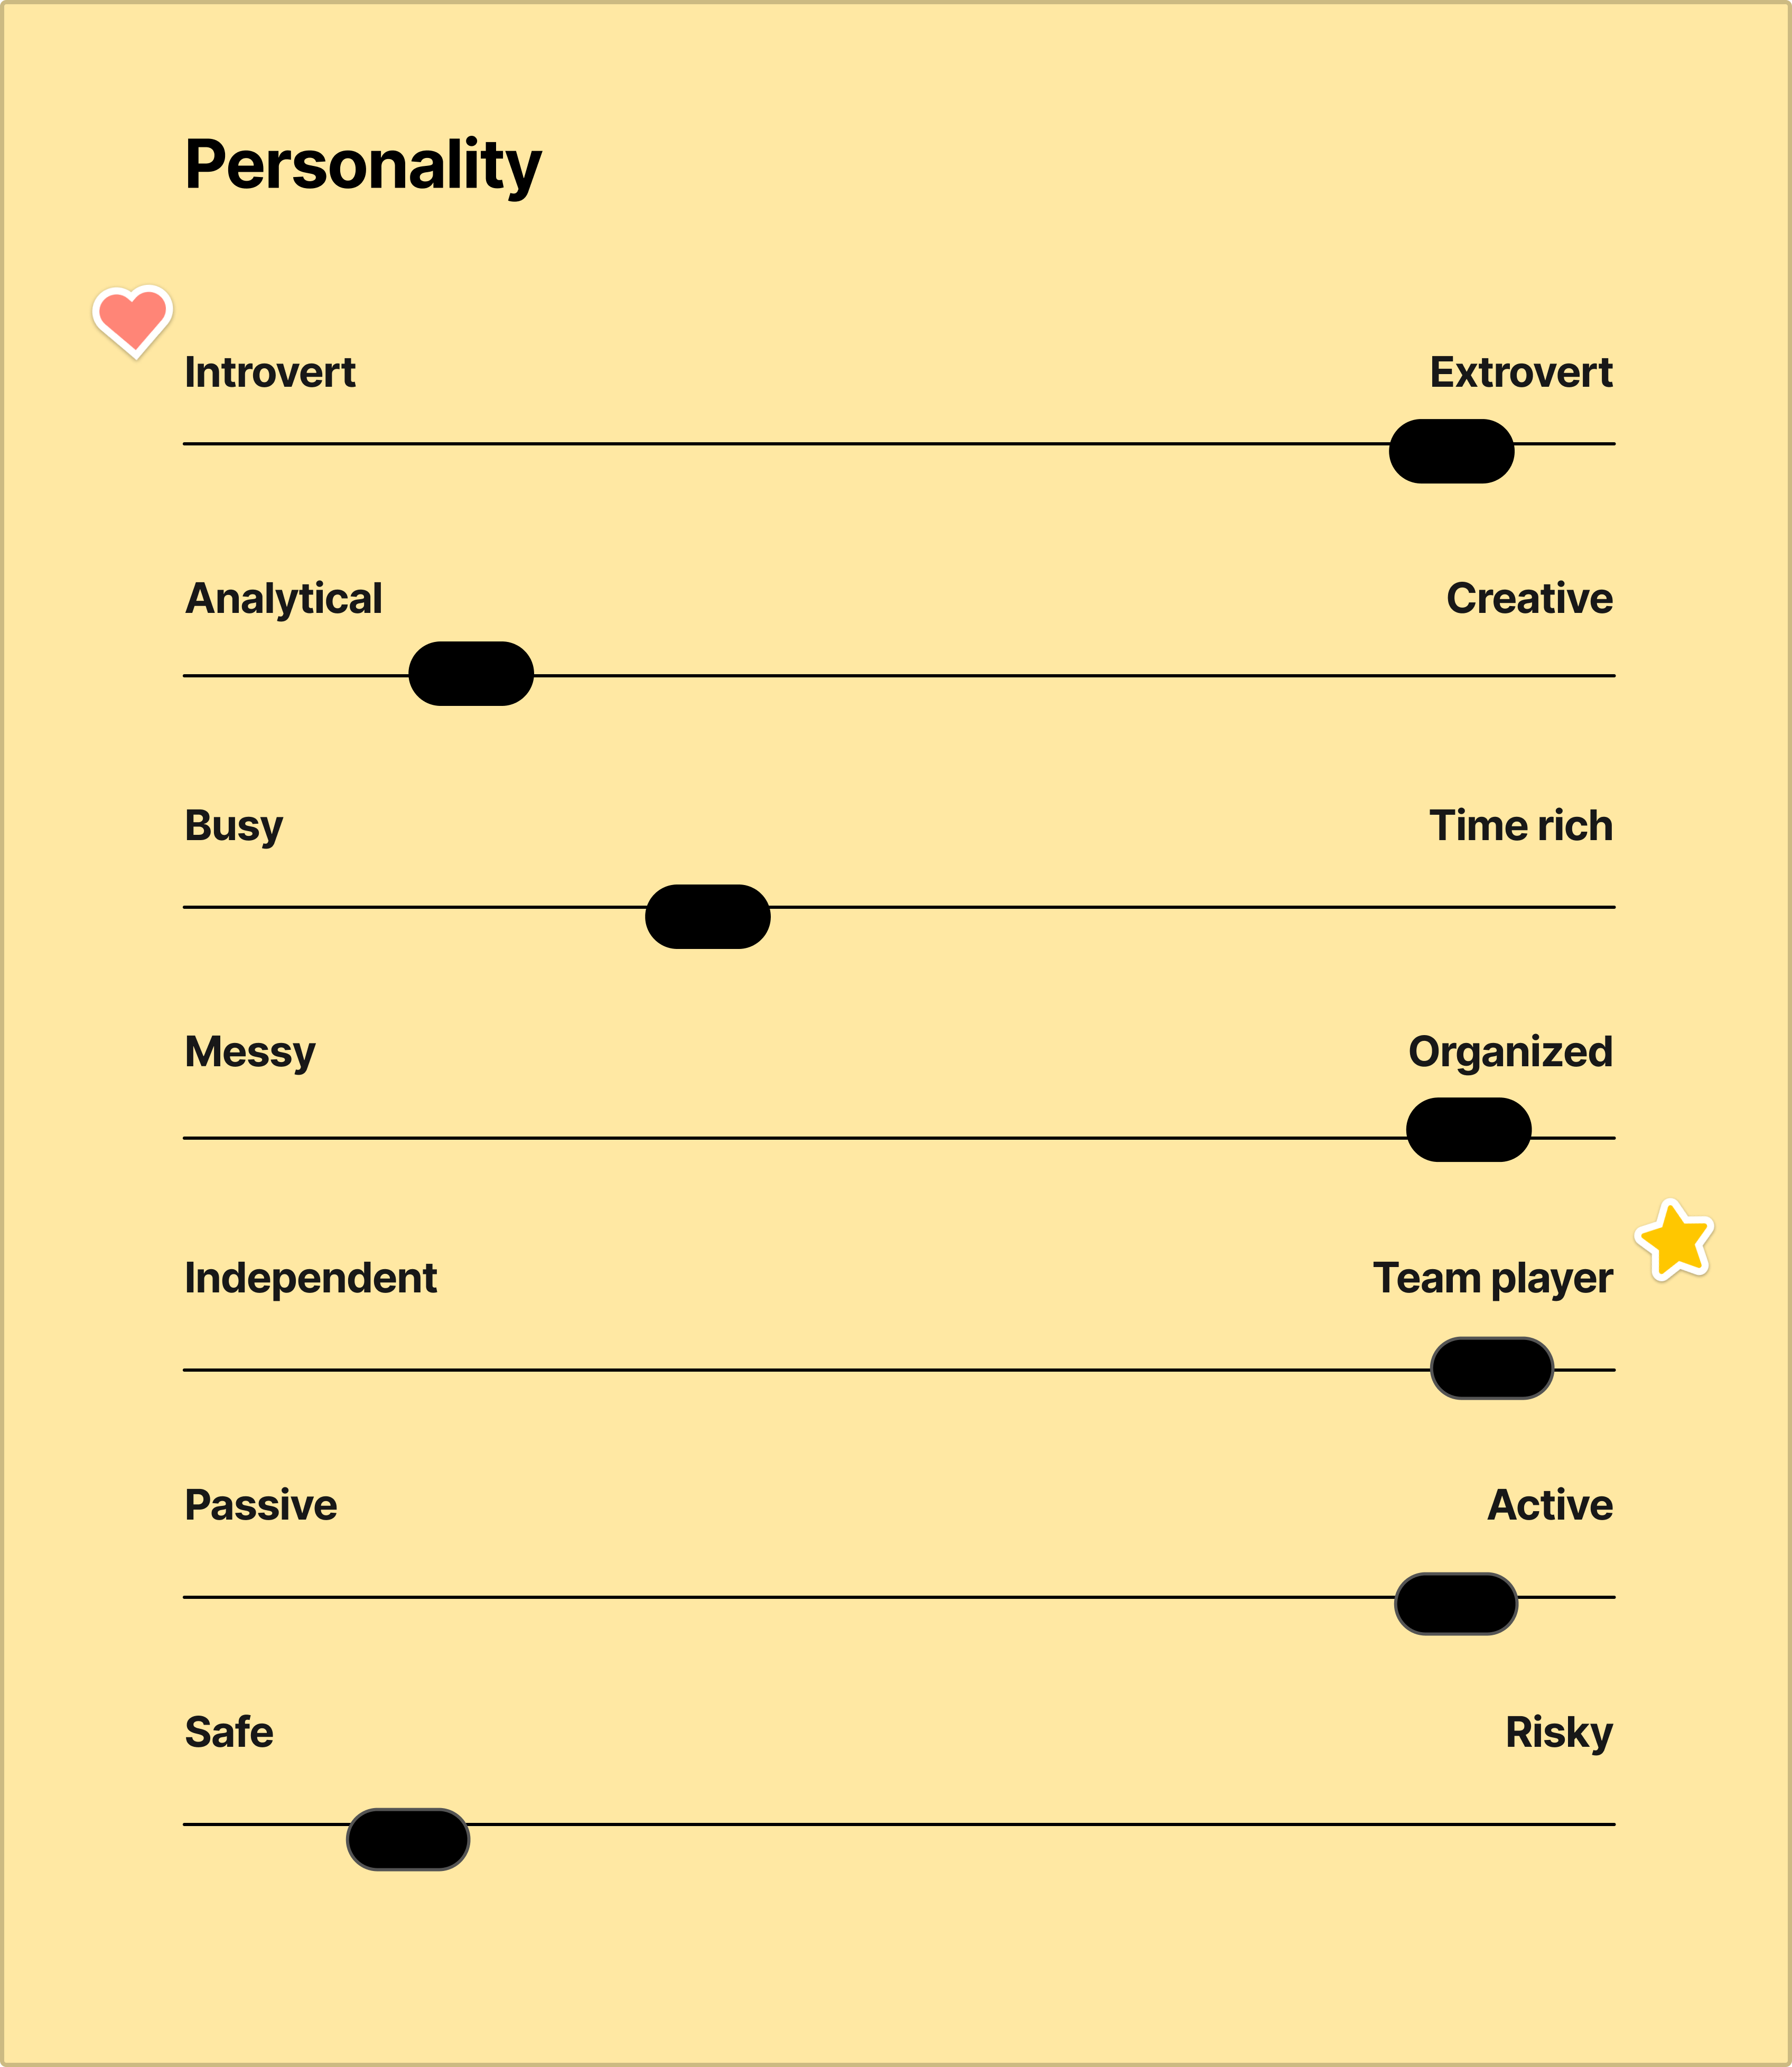 Personality
Introvert Extrovert
Analytical Creative
Busy Time rich
Messy Organized
Independent Team player
Passive Active
Safe Risky